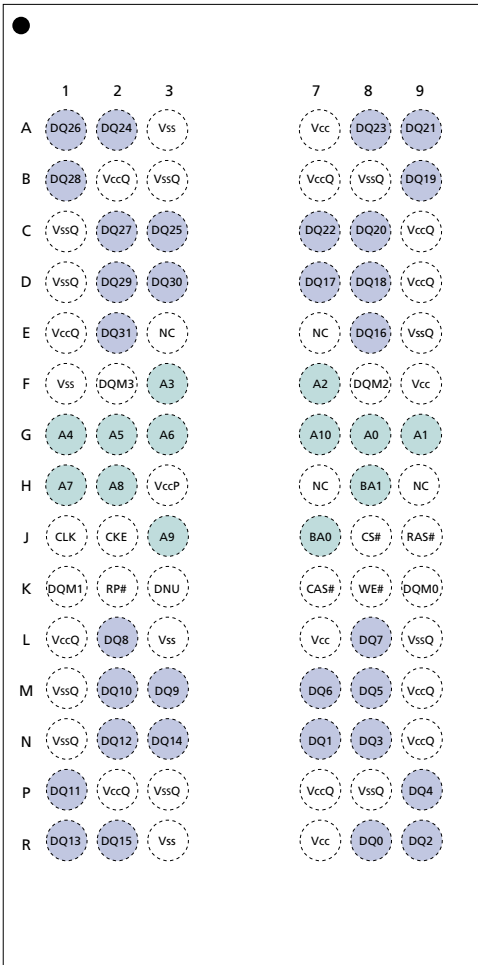 1 2 3 7 8 9
A DQ26 DQ24 Vss Vcc DQ23 DQ21
B DQ28 VccQ VssQ VccQ VssQ DQ19
C VssQ DQ27 DQ25 DQ22 DQ20 VccQ
D VssQ DQ29 DQ30 DQ17 DQ18 VccQ
E VccQ DQ31 NC NC DQ16 VssQ
F Vss DQM3 A3 A2 DQM2 Vcc
G A4 A5 A6 A10 A0 A1
H A7 A8 VccP NC BA1 NC
J CLK CKE A9 BA0 CS# RAS#
K DQM1 RP# DNU CAS# WE# DQM0
L VccQ DQ8 Vss Vcc DQ7 VssQ
M VssQ DQ10 DQ9 DQ6 DQ5 VccQ
N VssQ DQ12 DQ14 DQ1 DQ3 VccQ
P DQ11 VccQ VssQ VccQ VssQ DQ4
R DQ13 DQ15 Vss Vcc DQ0 DQ2